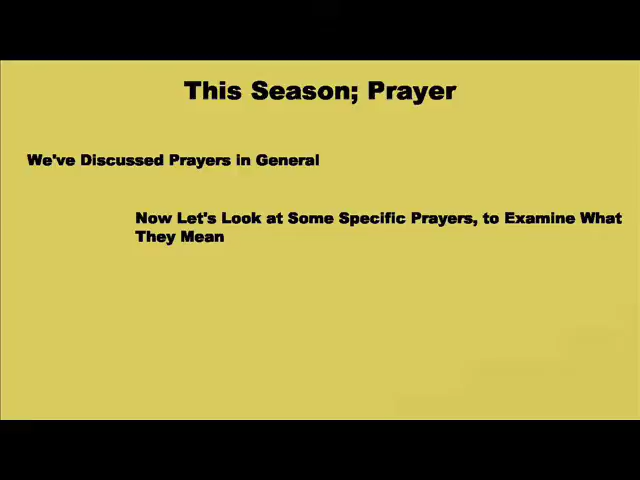 This Season; Prayer
We've Discussed Prayers in General
Now Let's Look at Some Specific Prayers, to Examine What
They Mean